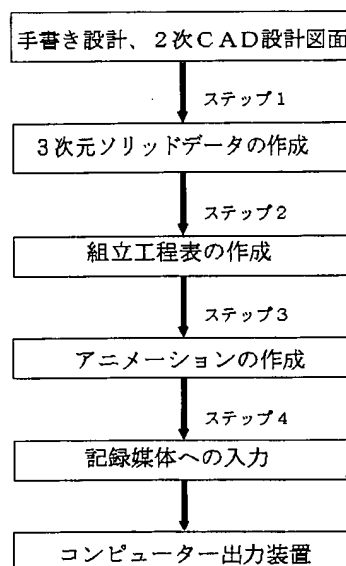 手書き設計、２次ＣＡＤ設計図面
ステップ１
３次元ソリッドデータの作成
ステップ２
組立工程表の作成
ステップ３
アニメーションの作成
ステップ４
記録媒体への入力
コンピューター出力装置